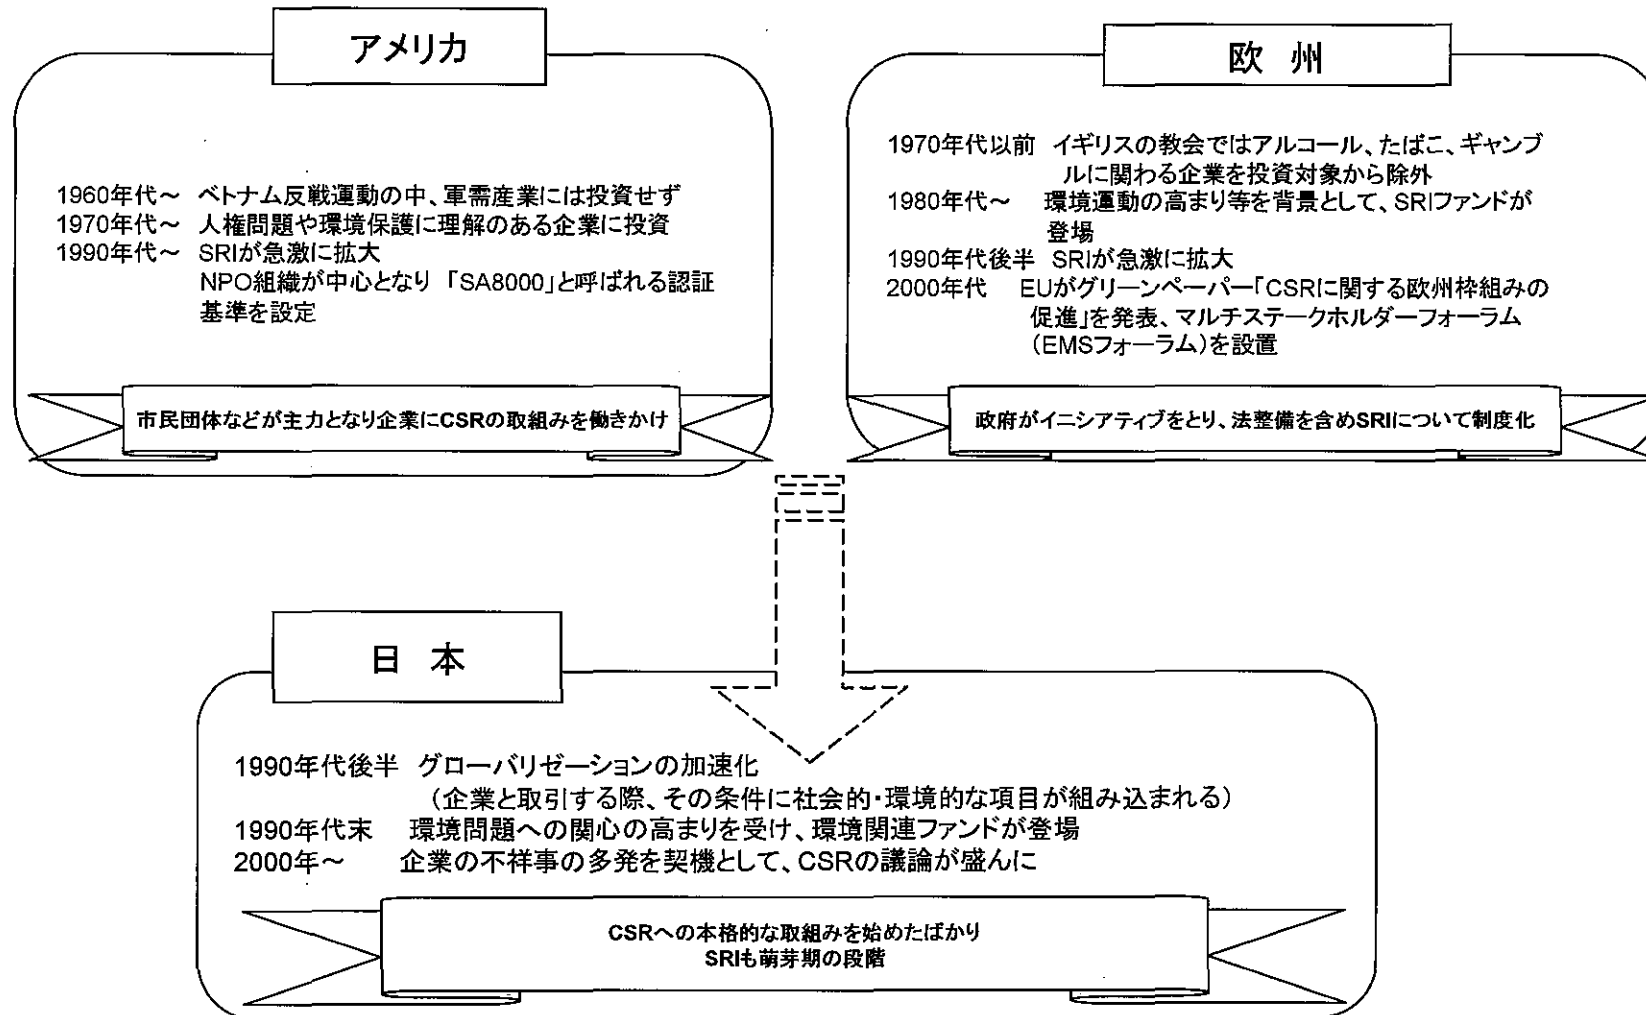 アメリカ
1960年代～ ベトナム反戦運動の中、軍需産業には投資せず
1970年代～ 人権問題や環境保護に理解のある企業に投資
1990年代～ SRIが急激に拡大
NPO組織が中心となり 「SA8000」と呼ばれる認証
基準を設定
市民団体などが主力となり企業にCSRの取組みを働きかけ
欧 州
1970年代以前 イギリスの教会ではアルコール、たばこ、ギャンブ
ルに関わる企業を投資対象から除外
1980年代～ 環境運動の高まり等を背景として、SRIファンドが
登場
1990年代後半 SRIが急激に拡大
2000年代 EUがグリーンペーパー「CSRに関する欧州枠組みの
促進」を発表、マルチステークホルダーフォーラム
（EMSフォーラム）を設置
政府がイニシアティブをとり、法整備を含めSRIについて制度化
日 本
1990年代後半 グローバリゼーションの加速化
（企業と取引する際、その条件に社会的・環境的な項目が組み込まれる）
1990年代末 環境問題への関心の高まりを受け、環境関連ファンドが登場
2000年～ 企業の不祥事の多発を契機として、CSRの議論が盛んに
CSRへの本格的な取組みを始めたばかり
SRIも萌芽期の段階